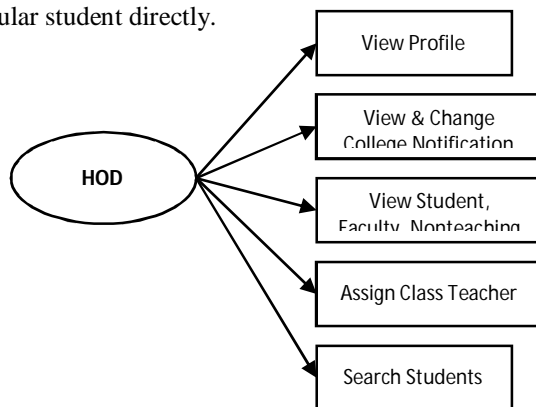 ular student directly.
View Profile
View & Change
College Notification
HOD
View Student,
Faculty, Nonteaching
Assign Class Teacher
Search Students